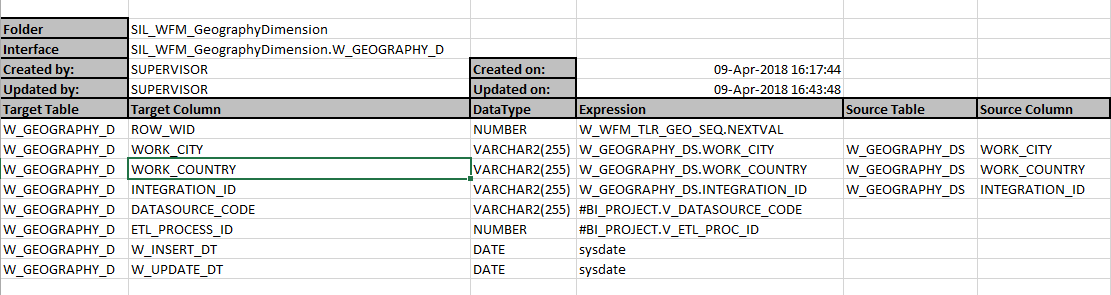 Folder SIL_WFM_GeographyDimension
Interface SIL_WFM_GeographyDimension.W_GEOGRAPHY_D
Created by: SUPERVISOR Created on: 09-Apr-2018 16:17:44
Updated by: SUPERVISOR Updated on: 09-Apr-2018 16:43:48
Target Table Target Column DataType Expression Source Table Source Column
W_GEOGRAPHY_D ROW_WID NUMBER W_WFM_TLR_GEO_SEQ.NEXTVAL
W_GEOGRAPHY_D WORK_CITY VARCHAR2(255) W_GEOGRAPHY_DS.WORK_CITY W_GEOGRAPHY_DS WORK_CITY
W_GEOGRAPHY_D WORK_COUNTRY VARCHAR2(255) W_GEOGRAPHY_DS.WORK_COUNTRY W_GEOGRAPHY_DS WORK_COUNTRY
W_GEOGRAPHY_D INTEGRATION_ID VARCHAR2(255) W_GEOGRAPHY_DS.INTEGRATION_ID W_GEOGRAPHY_DS INTEGRATION_ID
W_GEOGRAPHY_D DATASOURCE_CODE VARCHAR2(255) #BI_PROJECT.V_DATASOURCE_CODE
W_GEOGRAPHY_D ETL_PROCESS_ID NUMBER #BI_PROJECT.V_ETL_PROC_ID
W_GEOGRAPHY_D W_INSERT_DT DATE sysdate
W_GEOGRAPHY_D W_UPDATE_DT DATE sysdate